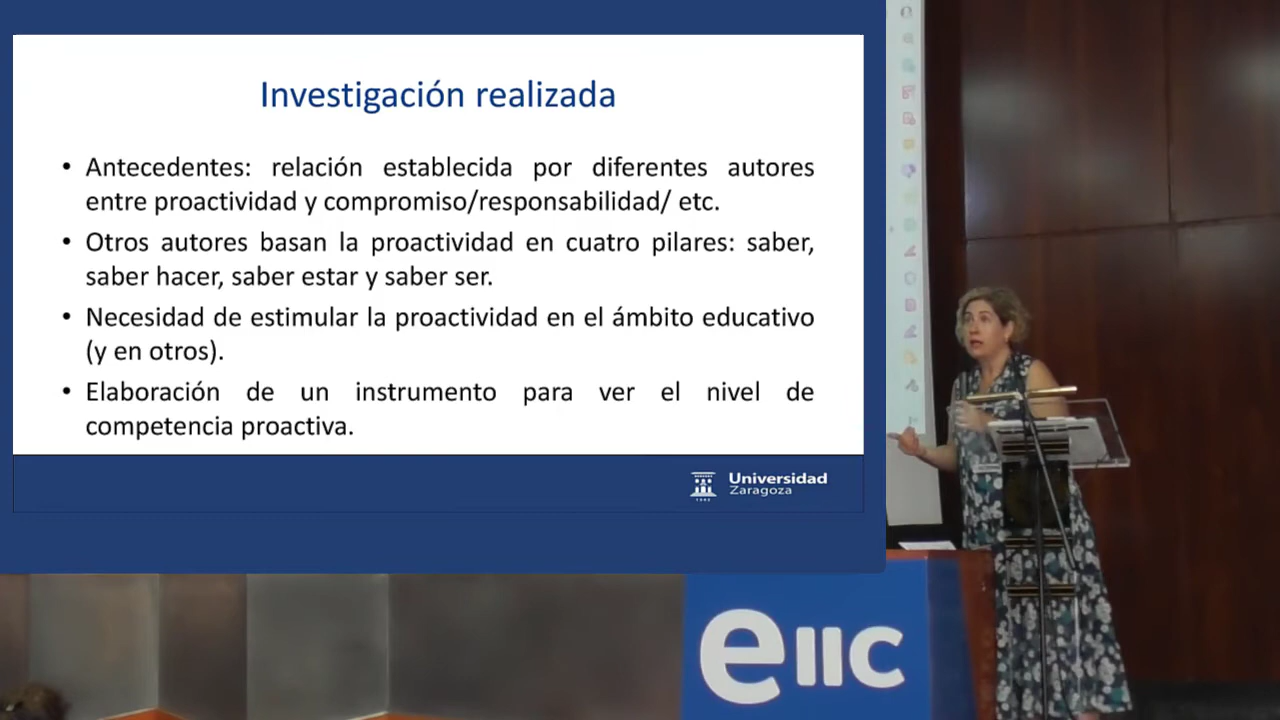 Investigación realizada
• Antecedentes: relación establecida por diferentes autores
entre proactividad y compromiso/responsabilidad/ etc.
• Otros autores basan la proactividad en cuatro pilares: saber,
saber hacer, saber estar y saber ser.
• Necesidad de estimular la proactividad en el ámbito educativo
(y en otros).
• Elaboración de un instrumento para ver el nivel de
competencia proactiva.
Universidad
Zaragoza
eIIc